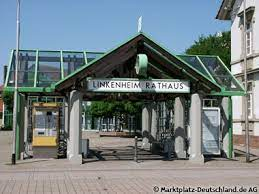 LINKENHEIM RATHAUS
© Marktplatz-Deutschland.de AG